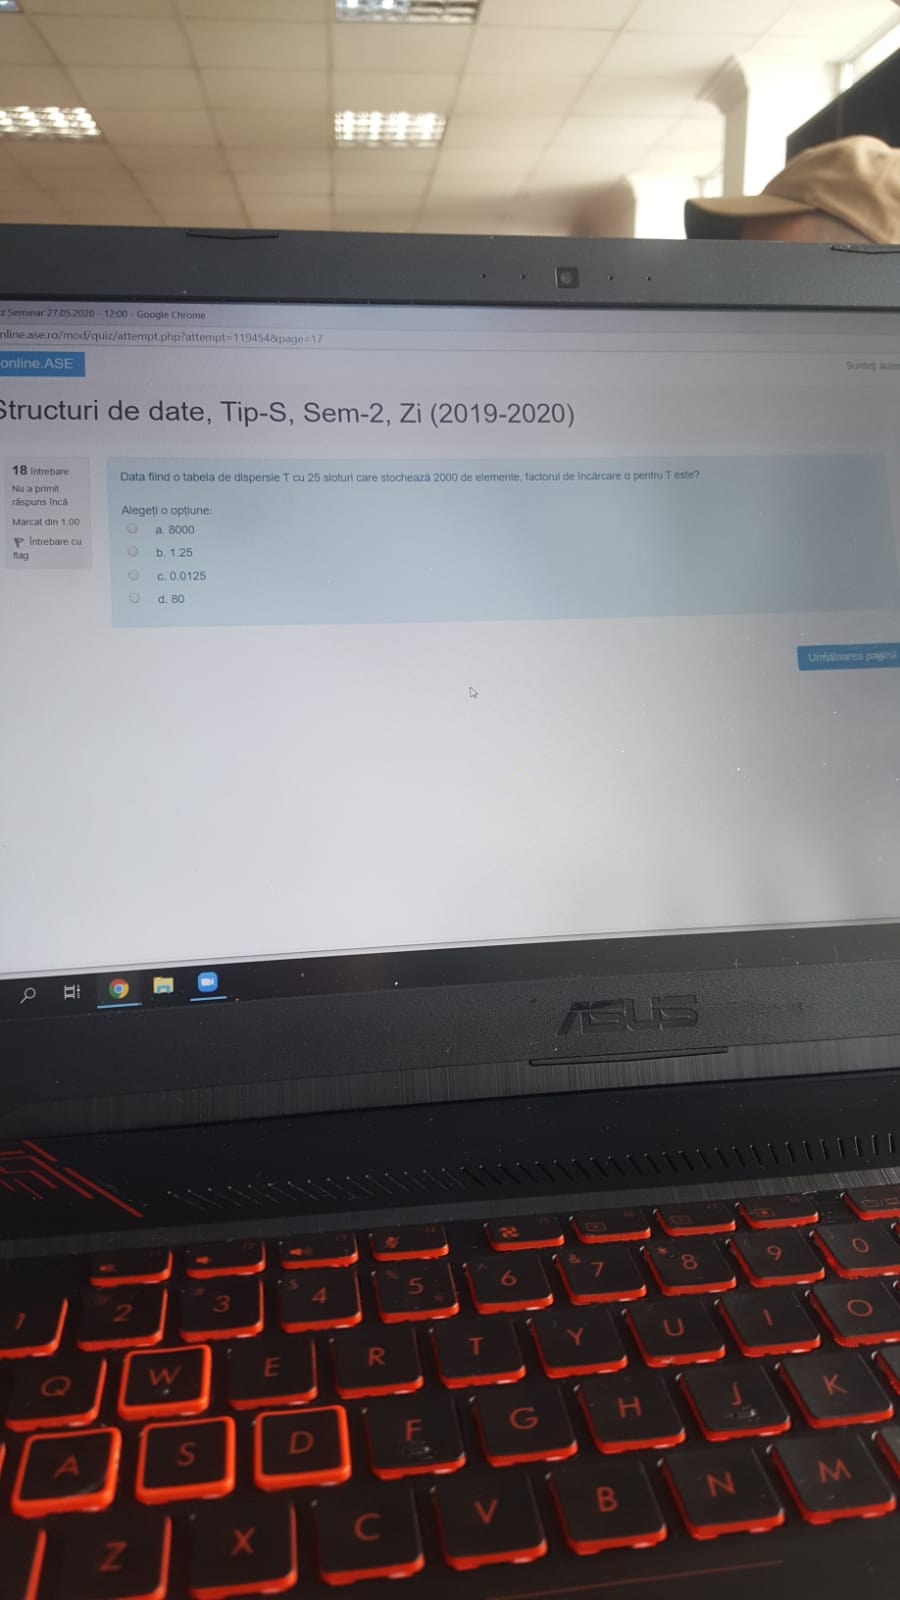 z Seminar 27.05.2020 - 12:00 - Google Chrome
nline.ase.ro/mod/quiz/attempt.php?attempt=119454&page=17
online.ASE
Sunteți aute
Structuri de date, Tip-S, Sem-2, Zi (2019-2020)
18 întrebare
Nu a primit
răspuns încă
Marcat din 1,00
Întrebare cu
flag
Data fiind o tabela de dispersie T cu 25 sloturi care stochează 2000 de elemente, factorul de încărcare α pentru T este?
Alegeți o opțiune:
a. 8000
b. 1.25
c. 0.0125
d. 80
Următoarea pagină
ASUS
1 2 3 4 5 6 7 8 9 0
Q W E R T Y U I O
A S D F G H J K
Z X C V B N M